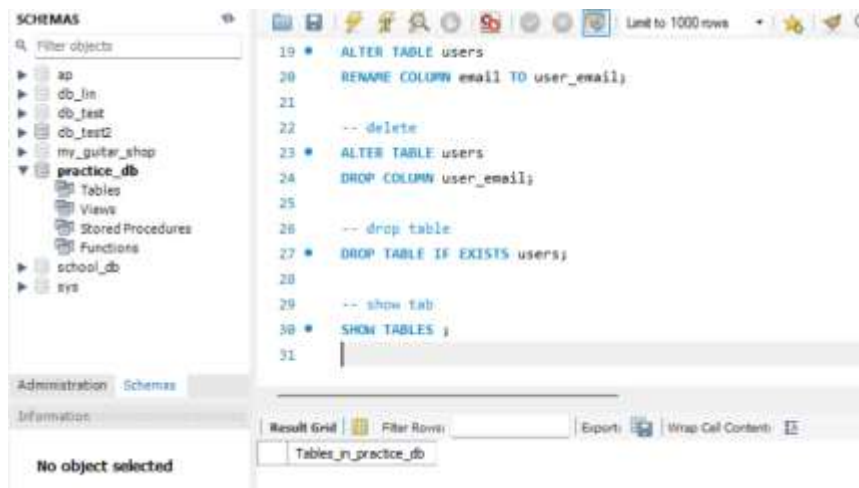 SCHEMAS
Filter objects
ap
db_lin
db_test
db_test2
my_guitar_shop
practice_db
Tables
Views
Stored Procedures
Functions
school_db
sys
Administration Schemas
Information
No object selected
Limit to 1000 rows
19 ALTER TABLE users
20 RENAME COLUMN email TO user_email;
21
22 -- delete
23 ALTER TABLE users
24 DROP COLUMN user_email;
25
26 -- drop table
27 DROP TABLE IF EXISTS users;
28
29 -- show tab
30 SHOW TABLES ;
31
Result Grid Filter Rows: Export: Wrap Cell Content:
Tables_in_practice_db